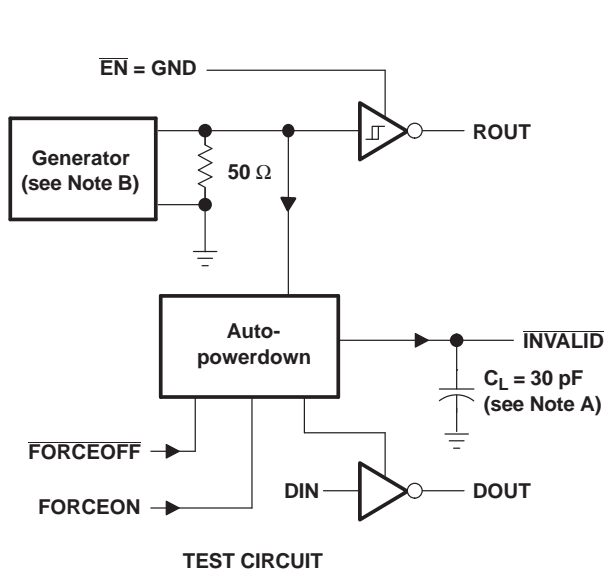 EN = GND
ROUT
Generator
(see Note B)
50 Ω
Auto-
powerdown
INVALID
CL = 30 pF
(see Note A)
FORCEOFF
FORCEON
DIN
DOUT
TEST CIRCUIT